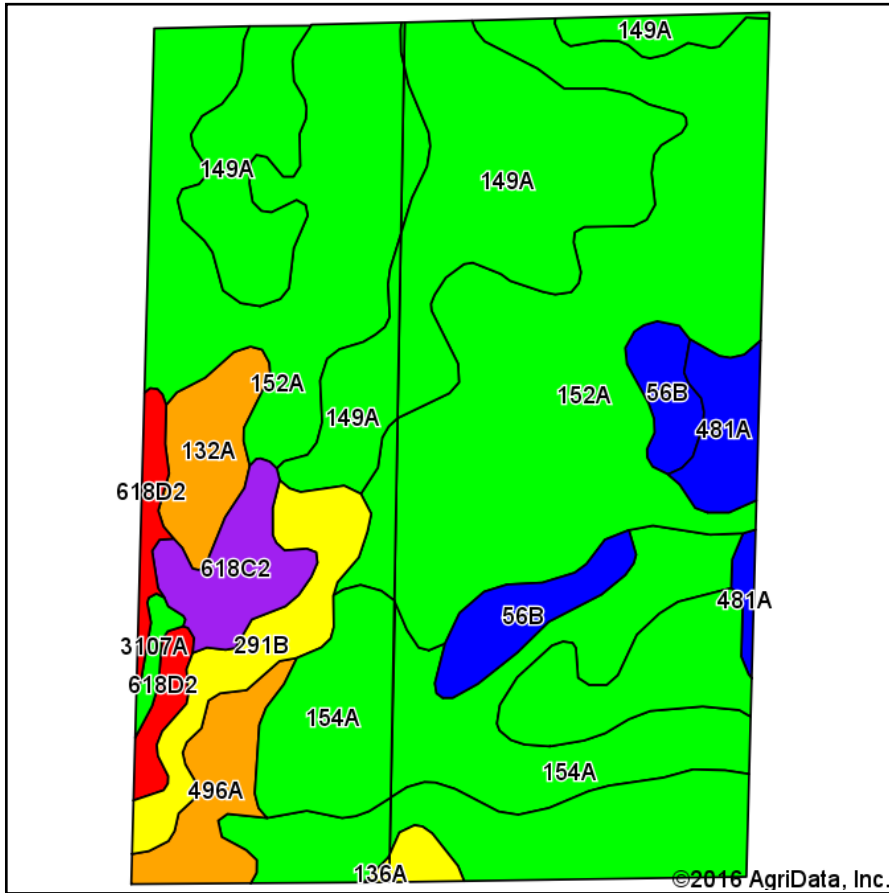 149A
149A
149A
152A
152A
56B
149A
481A
132A
618D2
618C2
481A
56B
3107A
291B
618D2
154A
154A
496A
136A
©2016 AgriData, Inc.